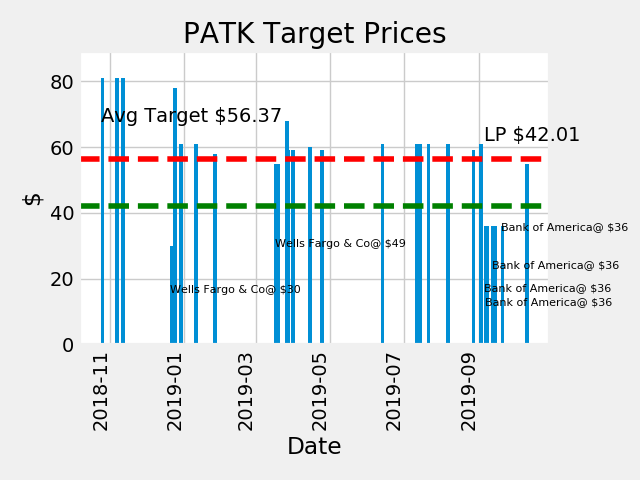 PATK Target Prices
80
Avg Target $56.37
LP $42.01
60
$
40
Bank of America@ $36
Wells Fargo & Co@ $49
Bank of America@ $36
20
Wells Fargo & Co@ $30
Bank of America@ $36
Bank of America@ $36
0
2018-11
2019-01
2019-03
2019-05
2019-07
2019-09
Date